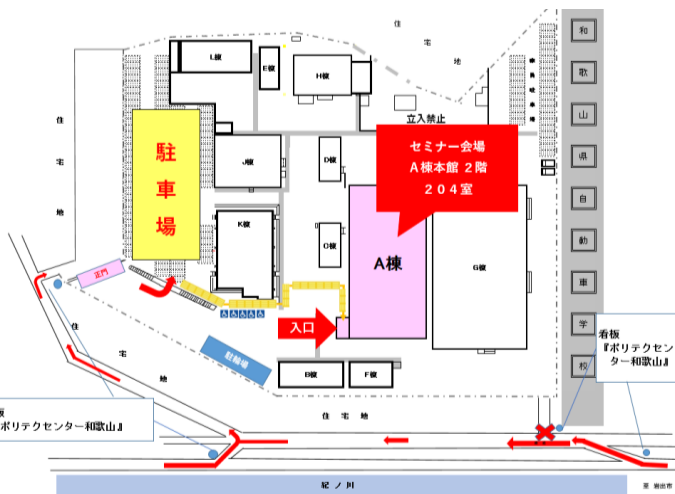 住
宅
地
L棟
E棟
H棟
立入禁止
セミナー会場
A棟本館 2階
204室
和
歌
山
県
自
動
車
学
校
住
宅
地
駐
車
場
J棟
D棟
K棟
C棟
A棟
G棟
正門
入口
駐輪場
B棟
F棟
住
宅
地
住 宅 地
看板
『ポリテクセン
ター和歌山』
板
ポリテクセンター和歌山』
紀ノ川
至 岩出市